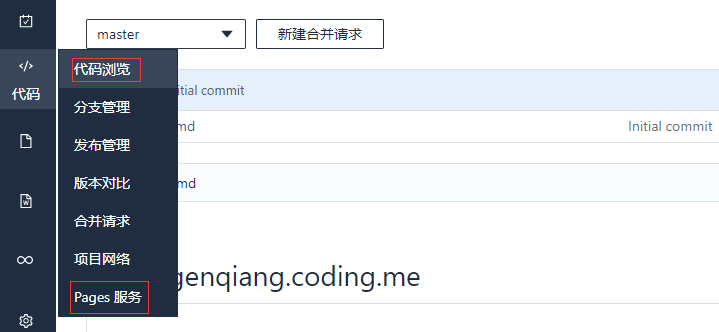 master
新建合并请求
代码
代码浏览
分支管理
发布管理
版本对比
合并请求
项目网络
Pages 服务
itial commit
md
Initial commit
md
genqiang.coding.me